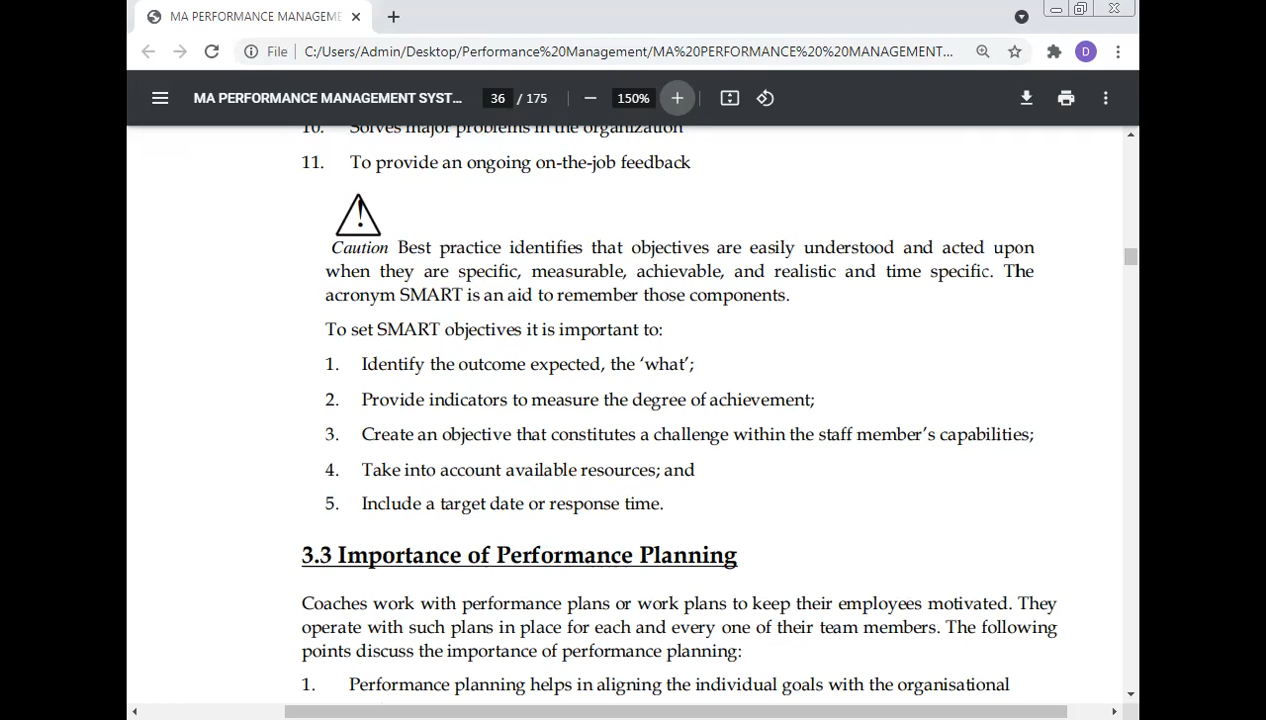 MA PERFORMANCE MANAGEME
File C:/Users/Admin/Desktop/Performance%20Management/MA%20PERFORMANCE%20%20MANAGEMENT...
D
MA PERFORMANCE MANAGEMENT SYST... 36 / 175 150%
10. Solves major problems in the organization
11. To provide an ongoing on-the-job feedback
!
Caution Best practice identifies that objectives are easily understood and acted upon
when they are specific, measurable, achievable, and realistic and time specific. The
acronym SMART is an aid to remember those components.
To set SMART objectives it is important to:
1. Identify the outcome expected, the ‘what’;
2. Provide indicators to measure the degree of achievement;
3. Create an objective that constitutes a challenge within the staff member’s capabilities;
4. Take into account available resources; and
5. Include a target date or response time.
3.3 Importance of Performance Planning
Coaches work with performance plans or work plans to keep their employees motivated. They
operate with such plans in place for each and every one of their team members. The following
points discuss the importance of performance planning:
1. Performance planning helps in aligning the individual goals with the organisational